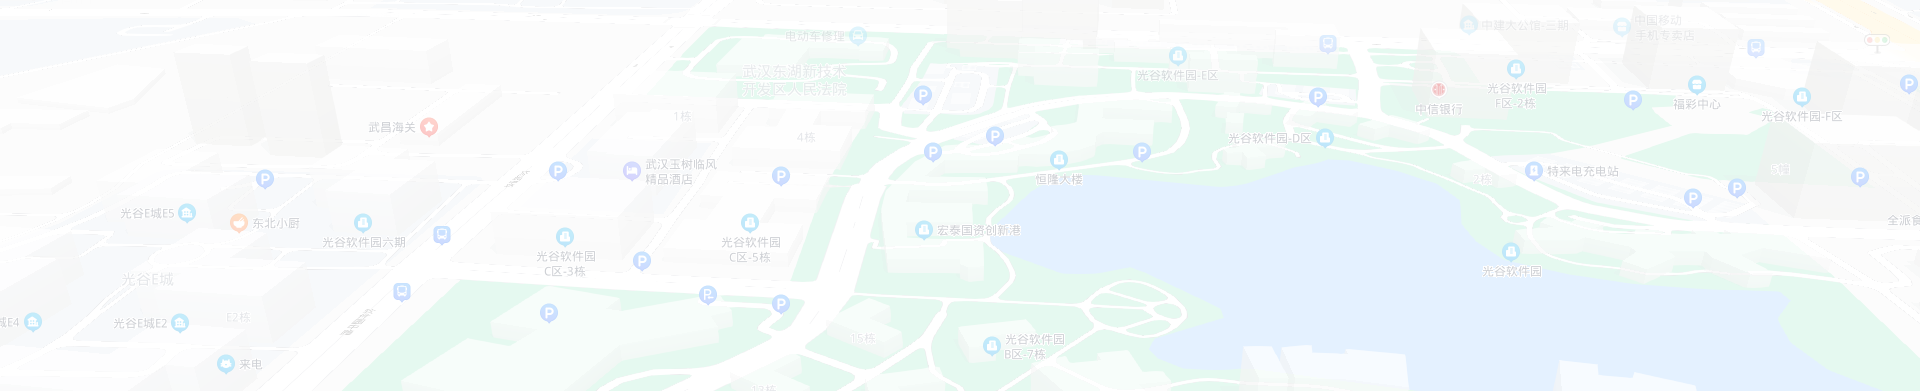 中建大公馆-三期
中国移动
手机专卖店
电动车修理
武汉东湖新技术
开发区人民法院
光谷软件园-E区
光谷软件园
F区-2栋
中信银行
福彩中心
光谷软件园-F区
1栋
4栋
武昌海关
光谷软件园-D区
武汉玉树临风
精品酒店
恒隆大楼
2栋
特来电充电站
光谷E城E5
东北小厨
光谷软件园六期
光谷软件园
C区-3栋
光谷软件园
C区-5栋
宏泰国资创新港
全派食
光谷软件园
光谷E城
城E4
光谷E城E2
E2栋
15栋
光谷软件园
B区-7栋
来电